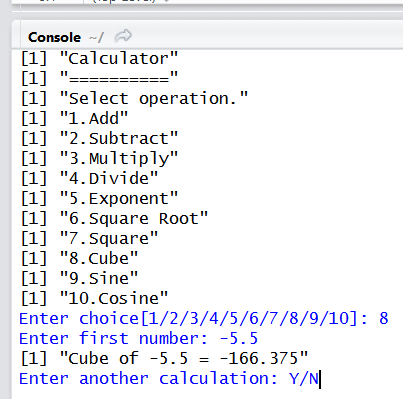 Console ~/
[1] "Calculator"
[1] "=========="
[1] "Select operation."
[1] "1.Add"
[1] "2.Subtract"
[1] "3.Multiply"
[1] "4.Divide"
[1] "5.Exponent"
[1] "6.Square Root"
[1] "7.Square"
[1] "8.Cube"
[1] "9.Sine"
[1] "10.Cosine"
Enter choice[1/2/3/4/5/6/7/8/9/10]: 8
Enter first number: -5.5
[1] "Cube of -5.5 = -166.375"
Enter another calculation: Y/N